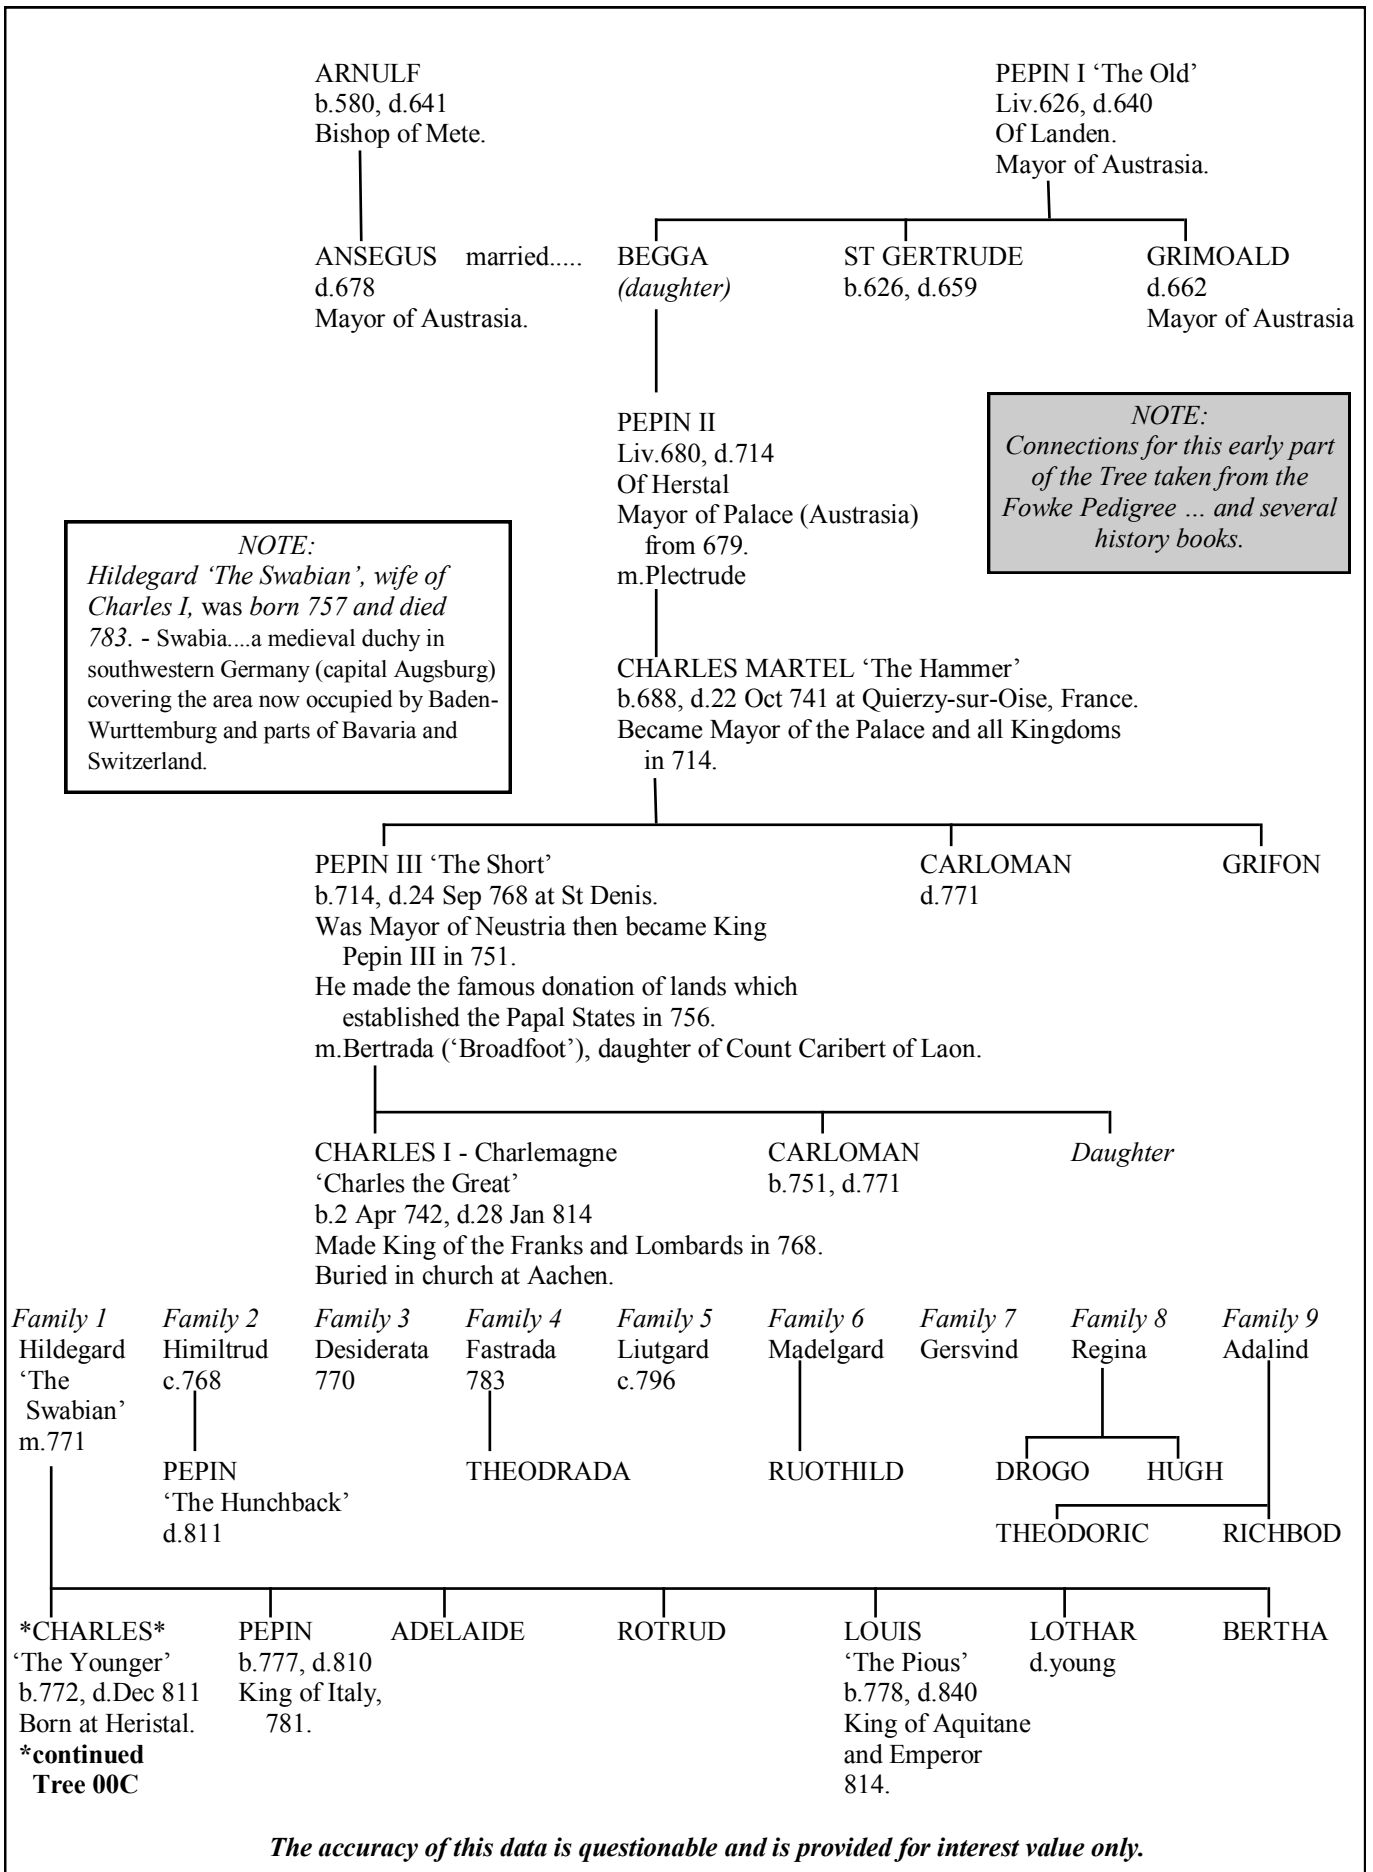 ARNULF
b.580, d.641
Bishop of Mete.
PEPIN I ‘The Old’
Liv.626, d.640
Of Landen.
Mayor of Austrasia.
ANSEGUS married.....
d.678
Mayor of Austrasia.
BEGGA
(daughter)
ST GERTRUDE
b.626, d.659
GRIMOALD
d.662
Mayor of Austrasia
PEPIN II
Liv.680, d.714
Of Herstal
Mayor of Palace (Austrasia)
from 679.
m.Plectrude
NOTE:
Connections for this early part
of the Tree taken from the
Fowke Pedigree … and several
history books.
NOTE:
Hildegard ‘The Swabian’, wife of
Charles I, was born 757 and died
783. - Swabia....a medieval duchy in
southwestern Germany (capital Augsburg)
covering the area now occupied by Baden-
Wurttemburg and parts of Bavaria and
Switzerland.
CHARLES MARTEL ‘The Hammer’
b.688, d.22 Oct 741 at Quierzy-sur-Oise, France.
Became Mayor of the Palace and all Kingdoms
in 714.
PEPIN III ‘The Short’
b.714, d.24 Sep 768 at St Denis.
Was Mayor of Neustria then became King
Pepin III in 751.
He made the famous donation of lands which
established the Papal States in 756.
m.Bertrada (‘Broadfoot’), daughter of Count Caribert of Laon.
CARLOMAN
d.771
GRIFON
CHARLES I - Charlemagne
‘Charles the Great’
b.2 Apr 742, d.28 Jan 814
Made King of the Franks and Lombards in 768.
Buried in church at Aachen.
CARLOMAN
b.751, d.771
Daughter
Family 1
Hildegard
‘The
Swabian’
m.771
Family 2
Himiltrud
c.768
Family 3
Desiderata
770
Family 4
Fastrada
783
Family 5
Liutgard
c.796
Family 6
Madelgard
Family 7
Gersvind
Family 8
Regina
Family 9
Adalind
PEPIN
‘The Hunchback’
d.811
THEODRADA
RUOTHILD
DROGO
HUGH
THEODORIC
RICHBOD
*CHARLES*
‘The Younger’
b.772, d.Dec 811
Born at Heristal.
*continued
Tree 00C
PEPIN
b.777, d.810
King of Italy,
781.
ADELAIDE
ROTRUD
LOUIS
‘The Pious’
b.778, d.840
King of Aquitane
and Emperor
814.
LOTHAR
d.young
BERTHA
The accuracy of this data is questionable and is provided for interest value only.